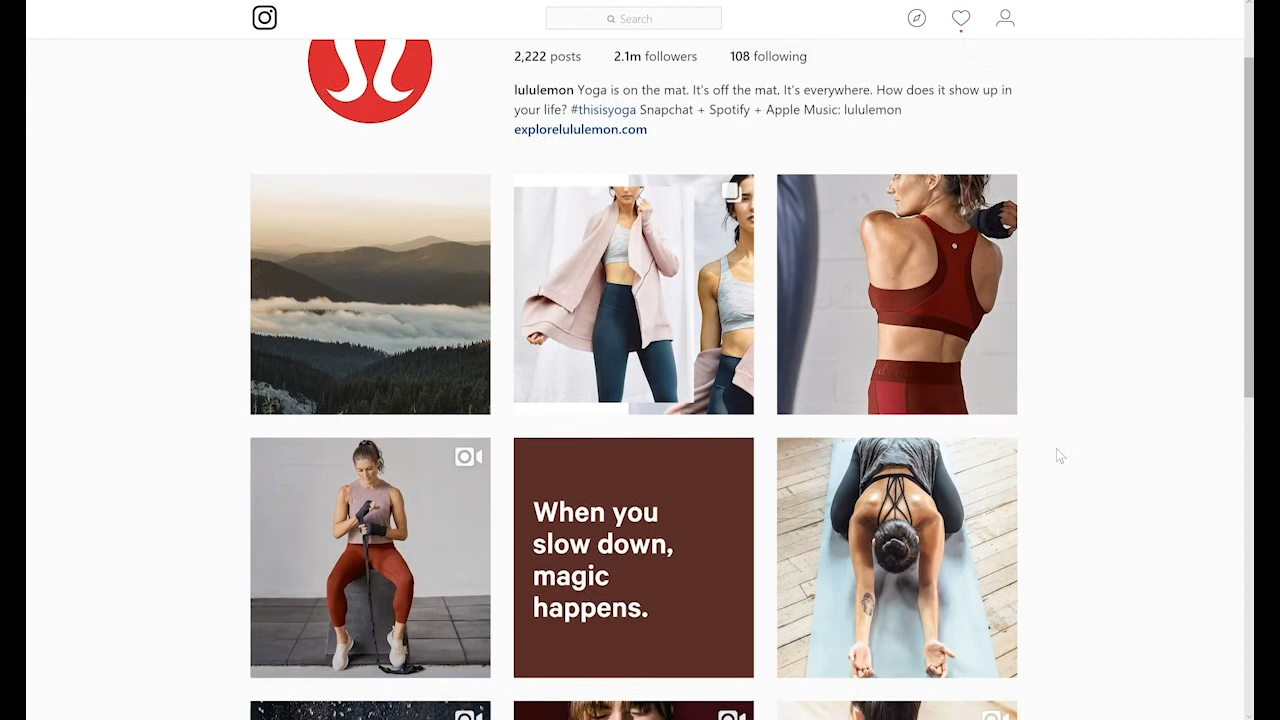 Search
2,222 posts 2.1m followers 108 following
lululemon Yoga is on the mat. It's off the mat. It's everywhere. How does it show up in
your life? #thisisyoga Snapchat + Spotify + Apple Music: lululemon
explorelululemon.com
When you
slow down,
magic
happens.